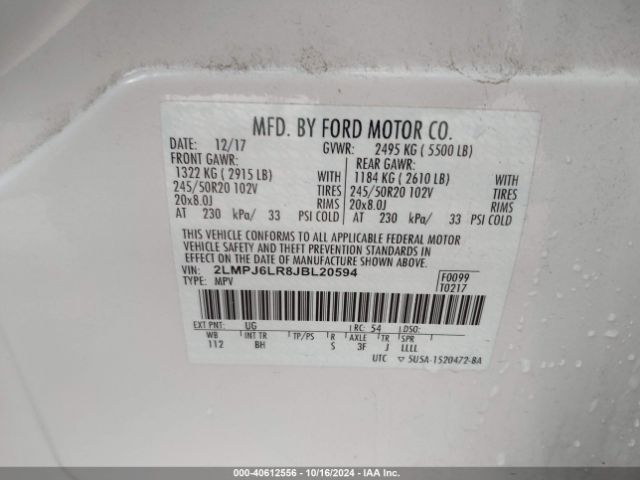 MFD. BY FORD MOTOR CO.
DATE: 12/17 GVWR: 2495 KG ( 5500 LB)
FRONT GAWR: REAR GAWR:
1322 KG ( 2915 LB) WITH 1184 KG ( 2610 LB) WITH
245/50R20 102V TIRES 245/50R20 102V TIRES
20x8.0J RIMS 20x8.0J RIMS
AT 230 kPa/ 33 PSI COLD AT 230 kPa/ 33 PSI COLD
THIS VEHICLE CONFORMS TO ALL APPLICABLE FEDERAL MOTOR
VEHICLE SAFETY AND BUMPER AND THEFT PREVENTION STANDARDS IN
EFFECT ON THE DATE OF MANUFACTURE SHOWN ABOVE.
VIN: 2LMPJ6LR8JBL20594 F0099
TYPE: MPV T0217
EXT PNT: UG RC: 54 DSO:
WB INT TR TP/PS R AXLE TR SPR
112 BH S 3F J LLLL
UTC ▽ 5U5A-1520472-BA
000-40612556 - 10/16/2024 - IAA Inc.